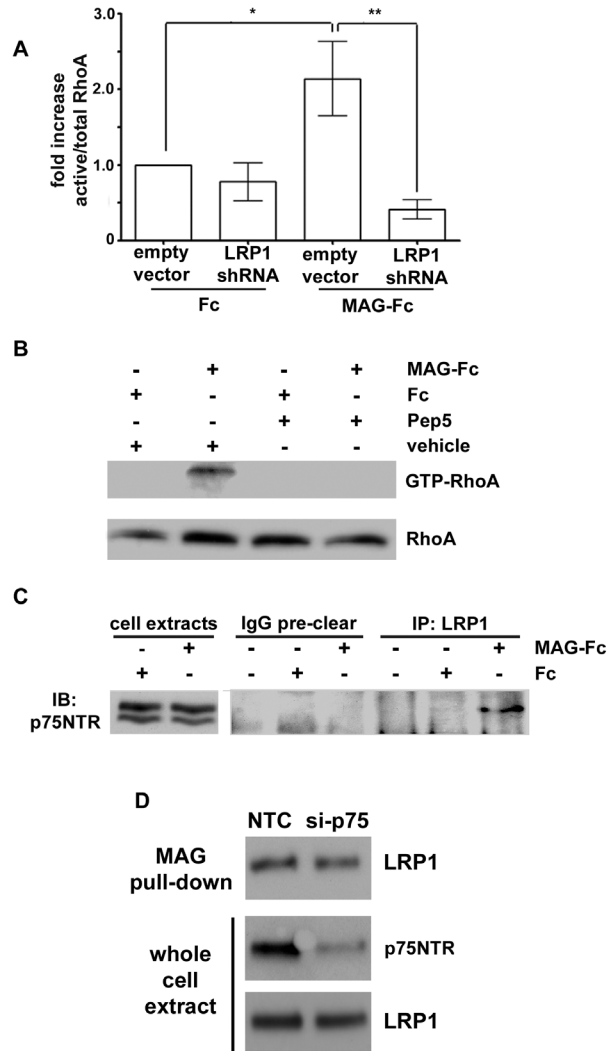 A
fold increase
active/total RhoA
3.0
2.0
1.0
0
*
**
empty vector
LRP1 shRNA
empty vector
LRP1 shRNA
Fc
MAG-Fc
B
- + - + MAG-Fc
+ - + - Fc
- - + + Pep5
+ + - - vehicle
GTP-RhoA
RhoA
C
cell extracts IgG pre-clear IP: LRP1
- + - - + - - + MAG-Fc
+ - - + - - + - Fc
IB:
p75NTR
D
NTC si-p75
MAG
pull-down
LRP1
whole
cell
extract
p75NTR
LRP1